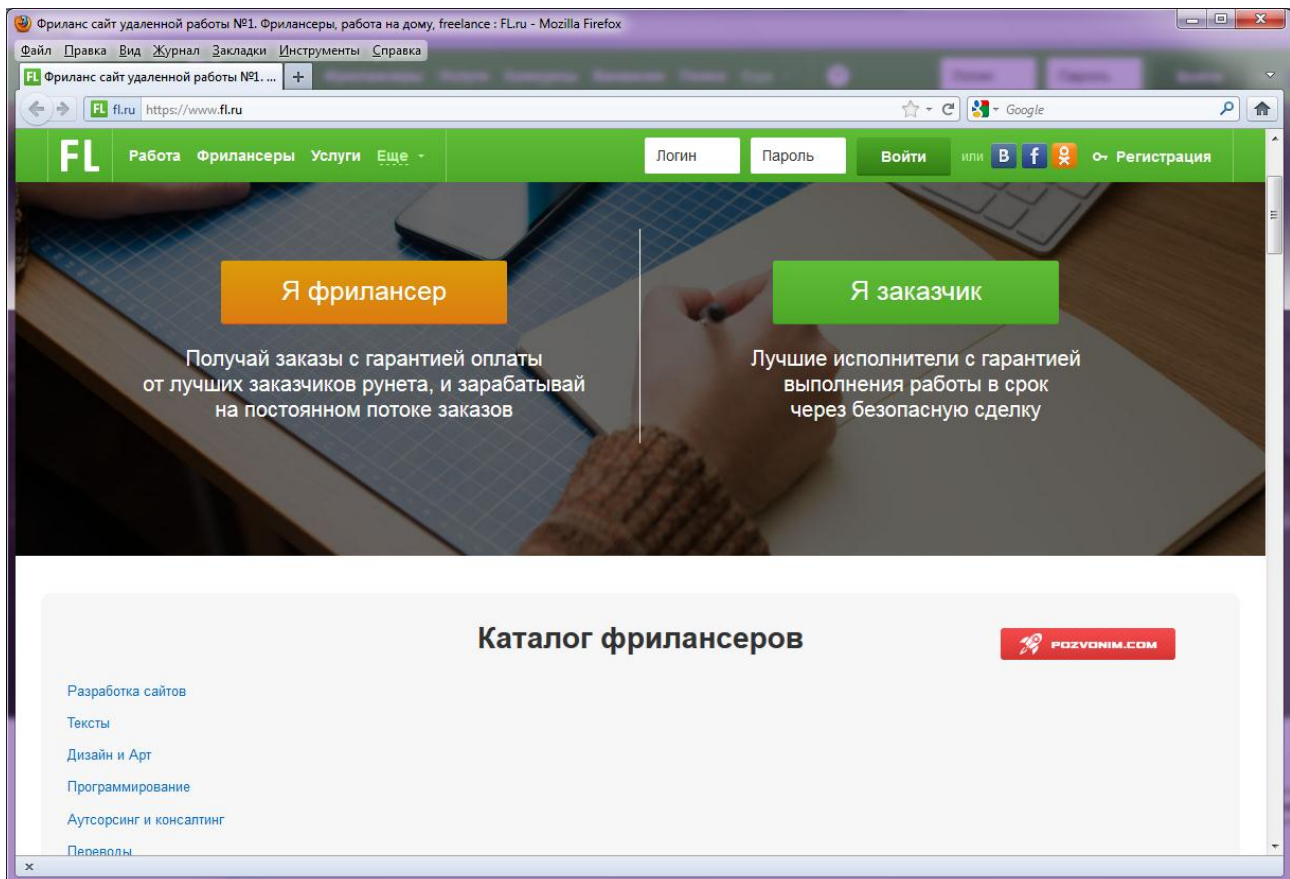 Фриланс сайт удаленной работы №1. Фрилансеры, работа на дому, freelance : FL.ru - Mozilla Firefox
Файл Правка Вид Журнал Закладки Инструменты Справка
FL Фриланс сайт удаленной работы №1. ... +
FL fl.ru https://www.fl.ru Google
FL Работа Фрилансеры Услуги Еще Логин Пароль Войти или В f Регистрация
Я фрилансер
Получай заказы с гарантией оплаты
от лучших заказчиков рунета, и зарабатывай
на постоянном потоке заказов
Я заказчик
Лучшие исполнители с гарантией
выполнения работы в срок
через безопасную сделку
Каталог фрилансеров
POZVONIM.COM
Разработка сайтов
Тексты
Дизайн и Арт
Программирование
Аутсорсинг и консалтинг
Переводы